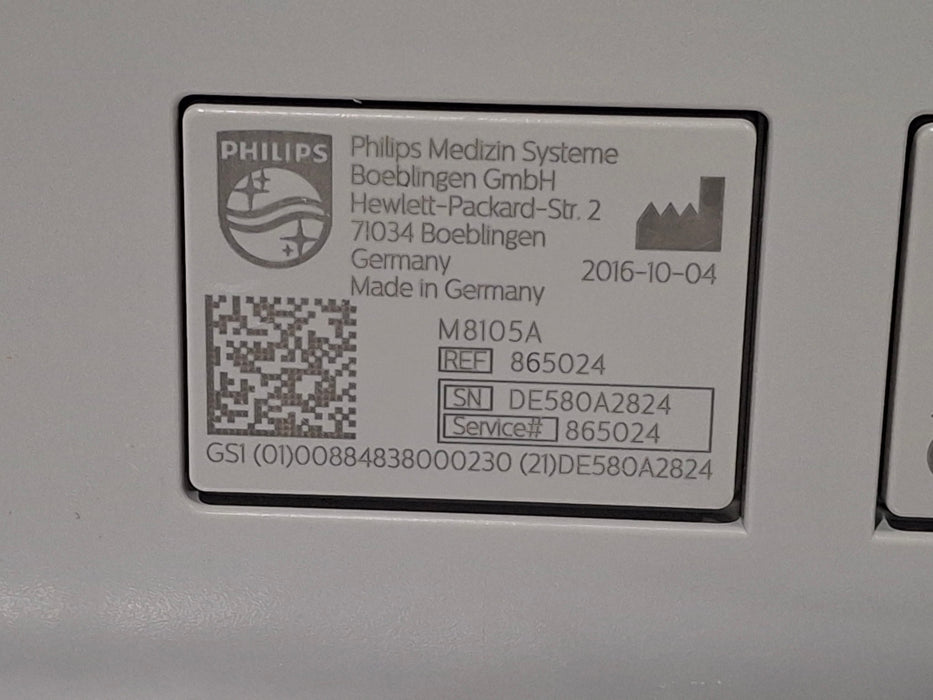 PHILIPS
Philips Medizin Systeme
Boeblingen GmbH
Hewlett-Packard-Str. 2
71034 Boeblingen
Germany
Made in Germany
2016-10-04
M8105A
REF 865024
SN DE580A2824
Service# 865024
GS1 (01)00884838000230 (21)DE580A2824